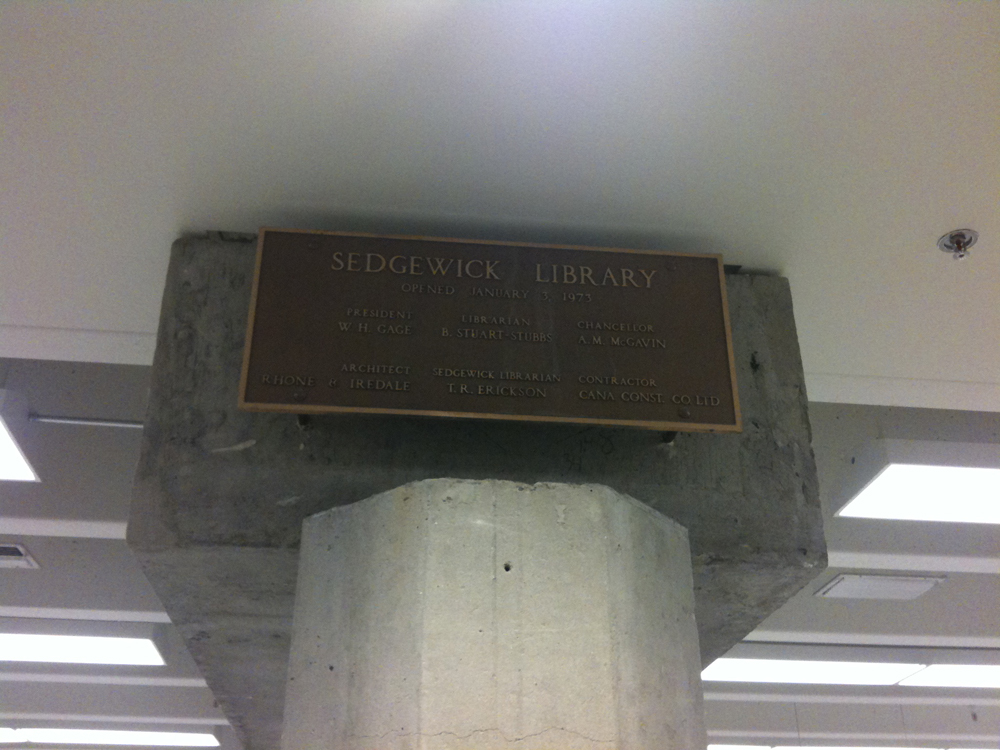 SEDGEWICK LIBRARY
OPENED JANUARY 3, 1973
PRESIDENT LIBRARIAN CHANCELLOR
W. H. GAGE B. STUART-STUBBS A. M. McGAVIN
ARCHITECT SEDGEWICK LIBRARIAN CONTRACTOR
RHONE & IREDALE T. R. ERICKSON CANA CONST. CO. LTD